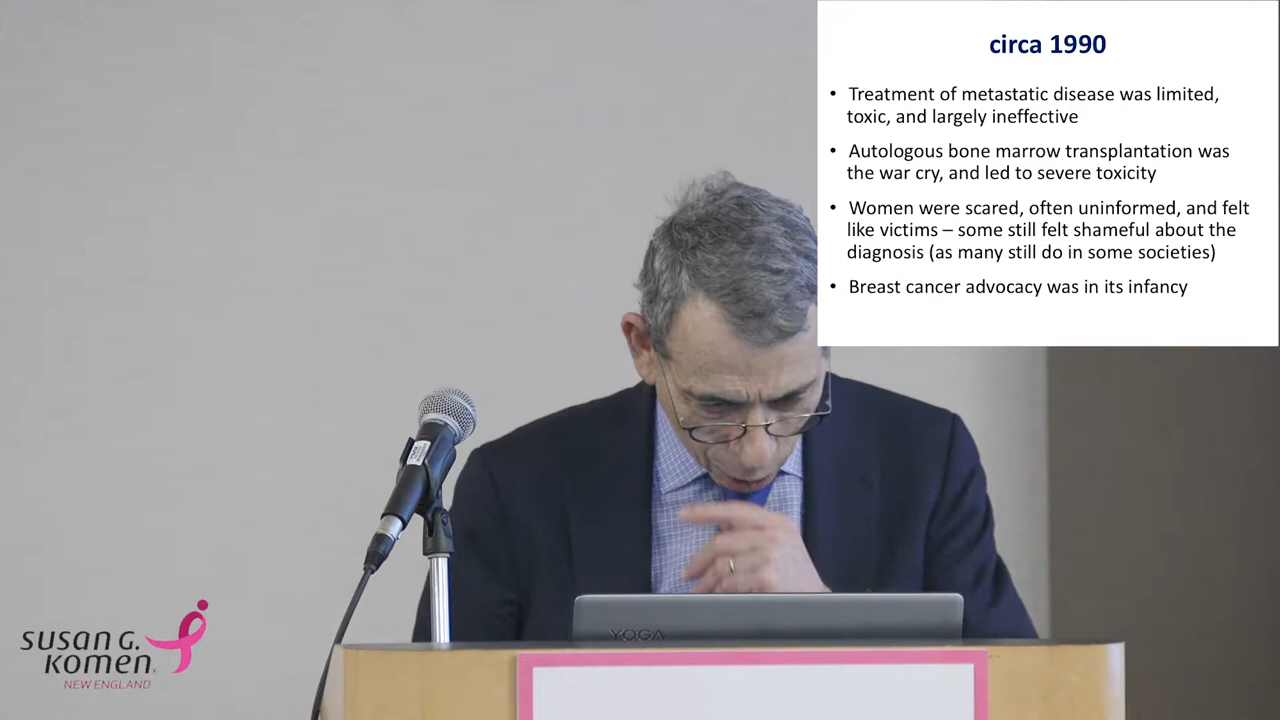 circa 1990
• Treatment of metastatic disease was limited,
toxic, and largely ineffective
• Autologous bone marrow transplantation was
the war cry, and led to severe toxicity
• Women were scared, often uninformed, and felt
like victims – some still felt shameful about the
diagnosis (as many still do in some societies)
• Breast cancer advocacy was in its infancy
YOGA
susan G.
komen®
NEW ENGLAND